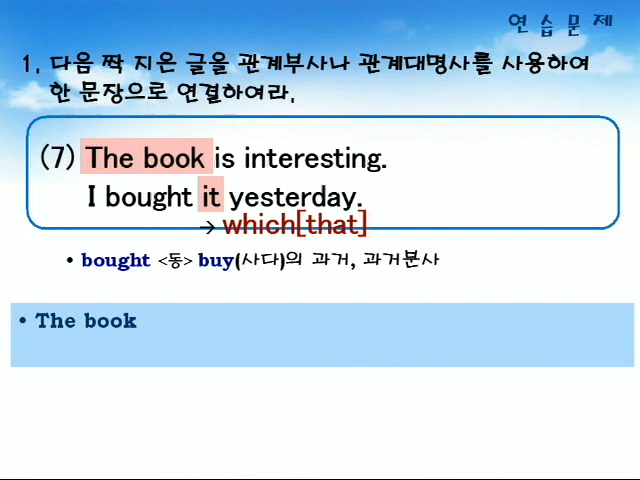 연 습 문 제
1. 다음 짝 지은 글을 관계부사나 관계대명사를 사용하여
한 문장으로 연결하여라.
(7) The book is interesting.
I bought it yesterday.
→ which[that]
• bought <동> buy(사다)의 과거, 과거분사
• The book